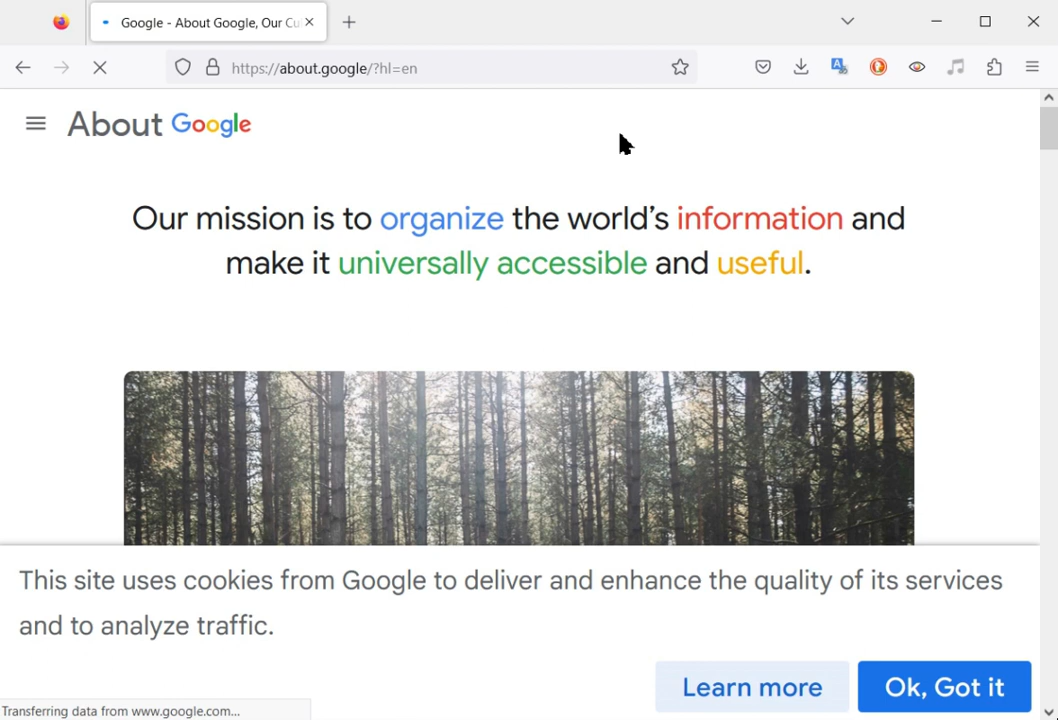 Google - About Google, Our Cu
https://about.google/?hl=en
About Google
Our mission is to organize the world's information and
make it universally accessible and useful.
This site uses cookies from Google to deliver and enhance the quality of its services
and to analyze traffic.
Learn more
Ok, Got it
Transferring data from www.google.com...